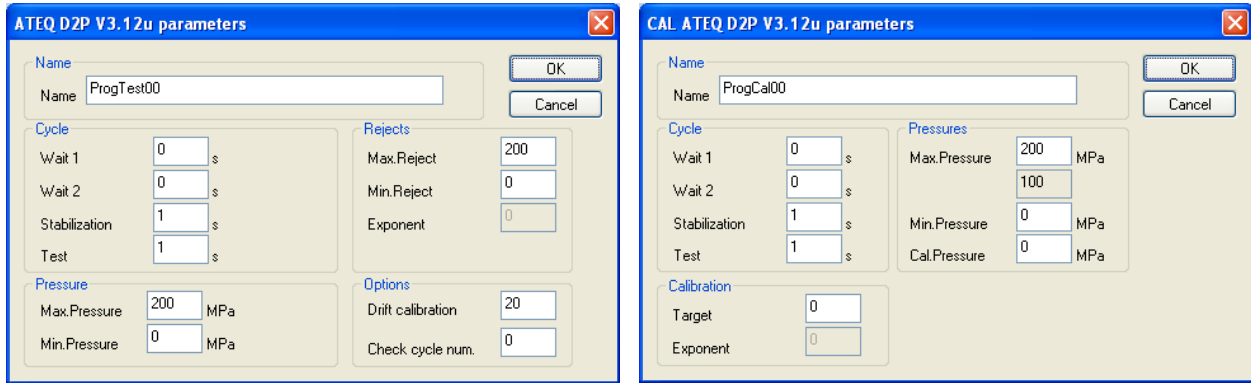 ATEQ D2P V3.12u parameters
Name
Name ProgTest00
OK
Cancel
Cycle
Wait 1 0 s
Wait 2 0 s
Stabilization 1 s
Test 1 s
Rejects
Max.Reject 200
Min.Reject 0
Exponent 0
Pressure
Max.Pressure 200 MPa
Min.Pressure 0 MPa
Options
Drift calibration 20
Check cycle num. 0
CAL ATEQ D2P V3.12u parameters
Name
Name ProgCal00
OK
Cancel
Cycle
Wait 1 0 s
Wait 2 0 s
Stabilization 1 s
Test 1 s
Pressures
Max.Pressure 200 MPa
100
Min.Pressure 0 MPa
Cal.Pressure 0 MPa
Calibration
Target 0
Exponent 0